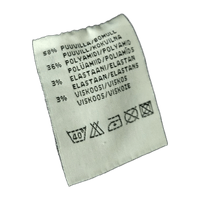 58% PUUVILLA/BOMULL
PUUVILL/KOKVILNA
36% POLYAMIDI/POLYAMID
POLÜAMIID/POLIAMIDS
3% ELASTAANI/ELASTAN
ELASTAAN/ELASTANS
3% VISKOOSI/VISKOS
VISKOOS/VISKOZE
40